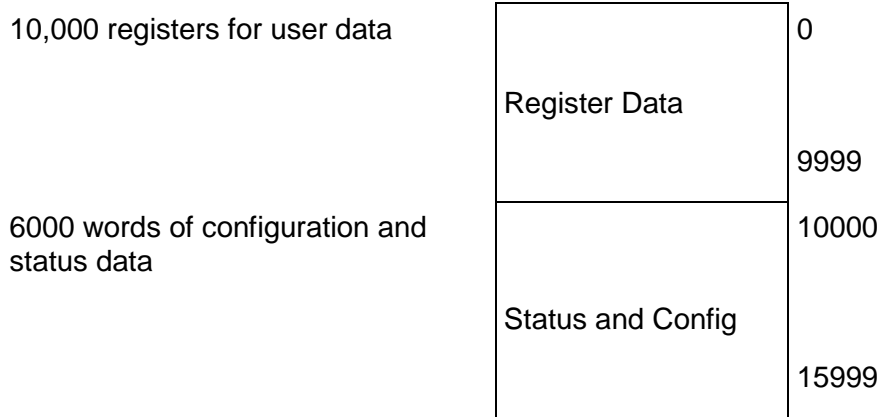 10,000 registers for user data
0
Register Data
9999
6000 words of configuration and
status data
10000
Status and Config
15999